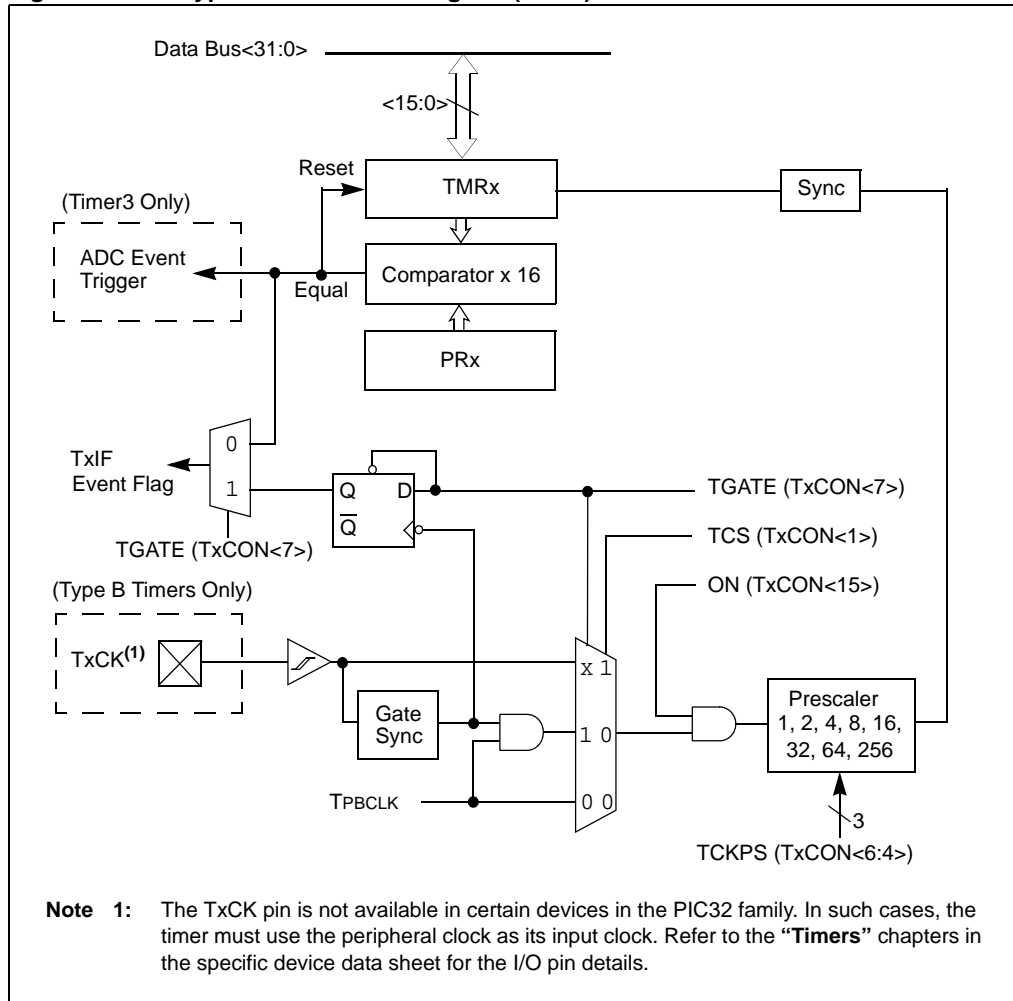 Data Bus<31:0>
<15:0>
Reset
TMRx
Sync
(Timer3 Only)
ADC Event
Trigger
Equal
Comparator x 16
PRx
0
1
TxIF
Event Flag
Q D
Q
TGATE (TxCON<7>)
TGATE (TxCON<7>)
TCS (TxCON<1>)
(Type B Timers Only)
ON (TxCON<15>)
TxCK(1)
x 1
Gate
Sync
1 0
Prescaler
1, 2, 4, 8, 16,
32, 64, 256
TPBCLK
0 0
3
TCKPS (TxCON<6:4>)
Note 1: The TxCK pin is not available in certain devices in the PIC32 family. In such cases, the
timer must use the peripheral clock as its input clock. Refer to the “Timers” chapters in
the specific device data sheet for the I/O pin details.